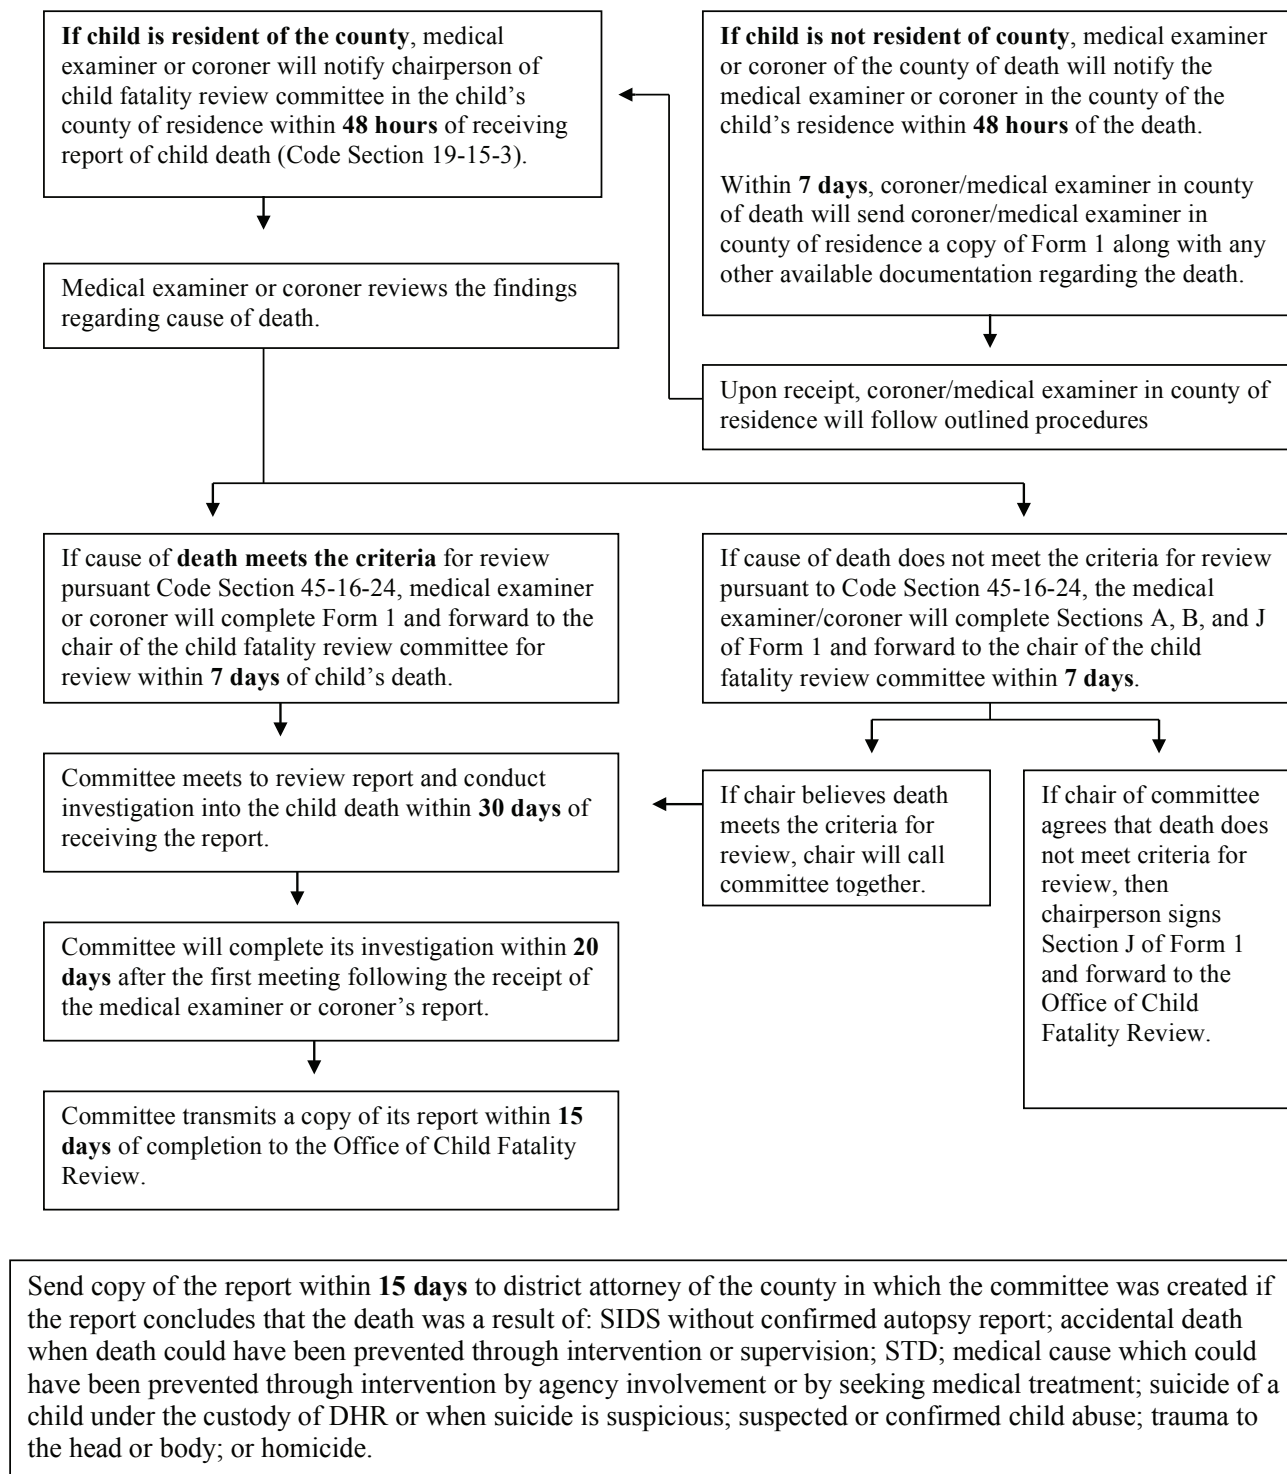 If child is resident of the county, medical
examiner or coroner will notify chairperson of
child fatality review committee in the child's
county of residence within 48 hours of receiving
report of child death (Code Section 19-15-3).
If child is not resident of county, medical examiner
or coroner of the county of death will notify the
medical examiner or coroner in the county of the
child's residence within 48 hours of the death.
Within 7 days, coroner/medical examiner in county
of death will send coroner/medical examiner in
county of residence a copy of Form 1 along with any
other available documentation regarding the death.
Medical examiner or coroner reviews the findings
regarding cause of death.
Upon receipt, coroner/medical examiner in county of
residence will follow outlined procedures
If cause of death meets the criteria for review
pursuant Code Section 45-16-24, medical examiner
or coroner will complete Form 1 and forward to the
chair of the child fatality review committee for
review within 7 days of child's death.
If cause of death does not meet the criteria for review
pursuant to Code Section 45-16-24, the medical
examiner/coroner will complete Sections A, B, and J
of Form 1 and forward to the chair of the child
fatality review committee within 7 days.
Committee meets to review report and conduct
investigation into the child death within 30 days of
receiving the report.
If chair believes death
meets the criteria for
review, chair will call
committee together.
If chair of committee
agrees that death does
not meet criteria for
review, then
chairperson signs
Section J of Form 1
and forward to the
Office of Child
Fatality Review.
Committee will complete its investigation within 20
days after the first meeting following the receipt of
the medical examiner or coroner's report.
Committee transmits a copy of its report within 15
days of completion to the Office of Child Fatality
Review.
Send copy of the report within 15 days to district attorney of the county in which the committee was created if
the report concludes that the death was a result of: SIDS without confirmed autopsy report; accidental death
when death could have been prevented through intervention or supervision; STD; medical cause which could
have been prevented through intervention by agency involvement or by seeking medical treatment; suicide of a
child under the custody of DHR or when suicide is suspicious; suspected or confirmed child abuse; trauma to
the head or body; or homicide.